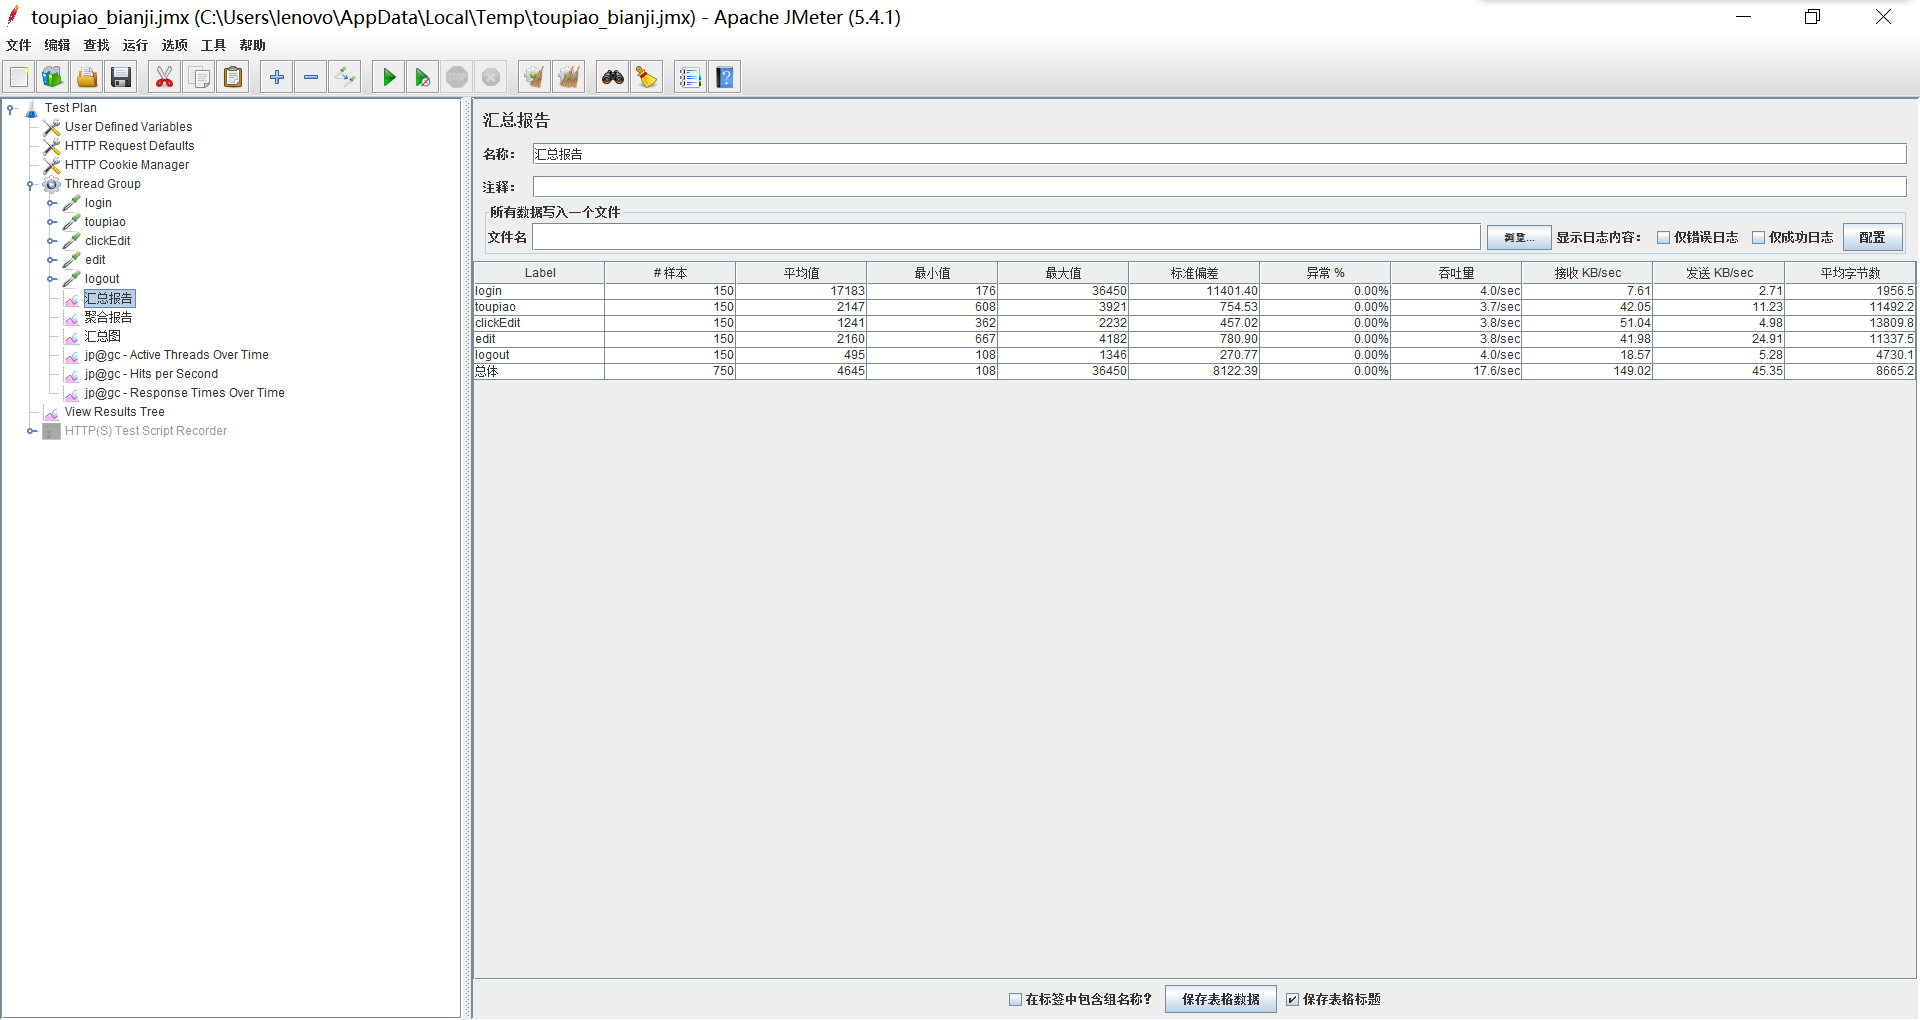 toupiao_bianji.jmx (C:\Users\lenovo\AppData\Local\Temp\toupiao_bianji.jmx) - Apache JMeter (5.4.1)
文件 编辑 查找 运行 选项 工具 帮助
STOP
Test Plan
User Defined Variables
HTTP Request Defaults
HTTP Cookie Manager
Thread Group
login
toupiao
clickEdit
edit
logout
汇总报告
聚合报告
汇总图
jp@gc - Active Threads Over Time
jp@gc - Hits per Second
jp@gc - Response Times Over Time
View Results Tree
HTTP(S) Test Script Recorder
汇总报告
名称： 汇总报告
注释：
所有数据写入一个文件
文件名 浏览... 显示日志内容： 仅错误日志 仅成功日志 配置
Label # 样本 平均值 最小值 最大值 标准偏差 异常 % 吞吐量 接收 KB/sec 发送 KB/sec 平均字节数
login 150 17183 176 36450 11401.40 0.00% 4.0/sec 7.61 2.71 1956.5
toupiao 150 2147 608 3921 754.53 0.00% 3.7/sec 42.05 11.23 11492.2
clickEdit 150 1241 362 2232 457.02 0.00% 3.8/sec 51.04 4.98 13809.8
edit 150 2160 667 4182 780.90 0.00% 3.8/sec 41.98 24.91 11337.5
logout 150 495 108 1346 270.77 0.00% 4.0/sec 18.57 5.28 4730.1
总体 750 4645 108 36450 8122.39 0.00% 17.6/sec 149.02 45.35 8665.2
在标签中包含组名称？ 保存表格数据 保存表格标题